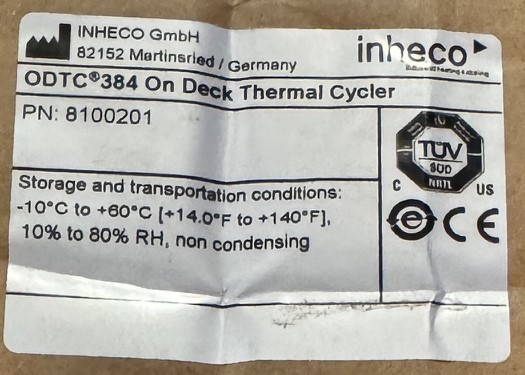 INHECO GmbH
82152 Martinsried / Germany
inheco
ODTC®384 On Deck Thermal Cycler
PN: 8100201
TÜV
SÜD
NRTL
C US
Storage and transportation conditions:
-10°C to +60°C [+14.0°F to +140°F],
10% to 80% RH, non condensing
e CE